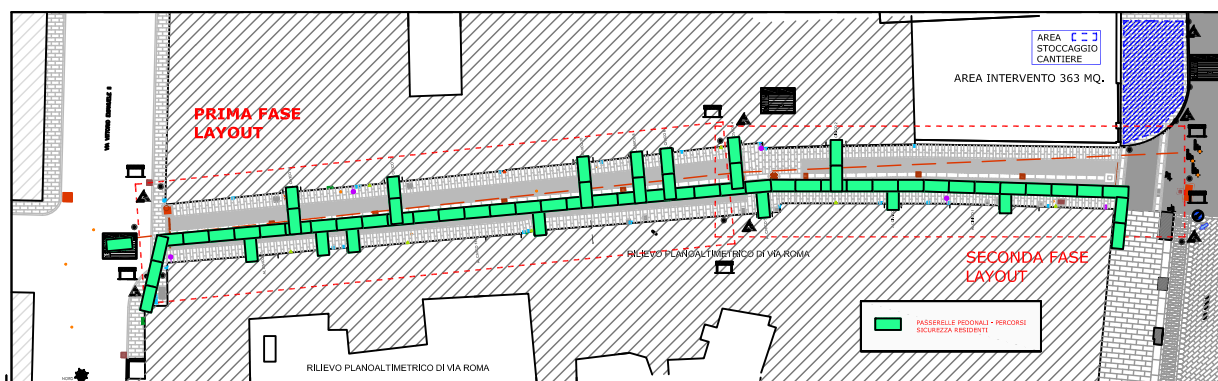 AREA
STOCCAGGIO
CANTIERE
AREA INTERVENTO 363 MQ.
PRIMA FASE
LAYOUT
RILIEVO PLANOALTIMETRICO DI VIA ROMA
SECONDA FASE
LAYOUT
PASSERELLE PEDONALI - PERCORSI
SICUREZZA RESIDENTI
RILIEVO PLANOALTIMETRICO DI VIA ROMA